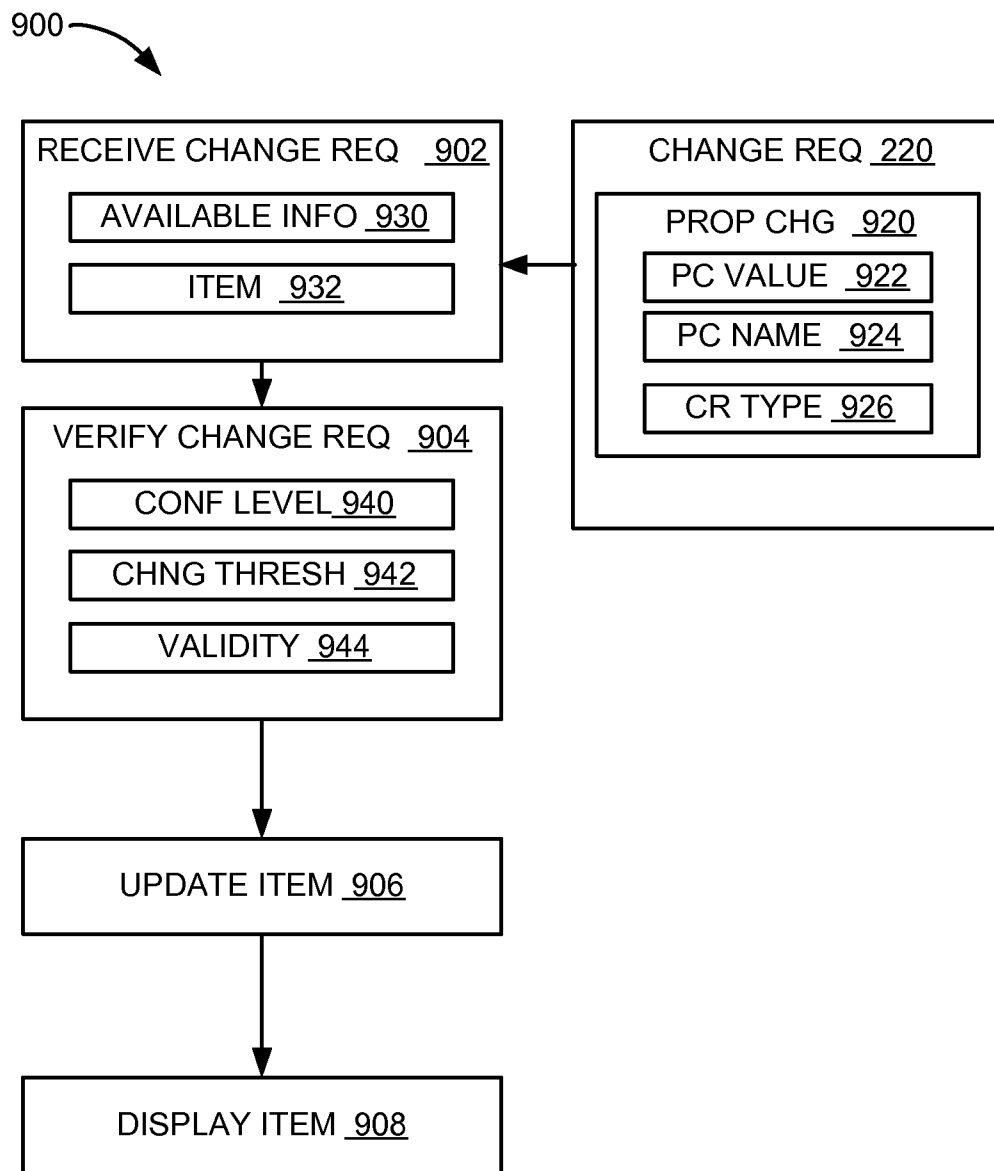 900
RECEIVE CHANGE REQ 902
AVAILABLE INFO 930
ITEM 932
CHANGE REQ 220
PROP CHG 920
PC VALUE 922
PC NAME 924
CR TYPE 926
VERIFY CHANGE REQ 904
CONF LEVEL 940
CHNG THRESH 942
VALIDITY 944
UPDATE ITEM 906
DISPLAY ITEM 908